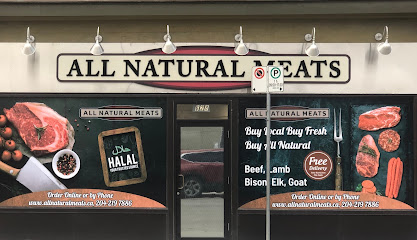 ALL NATURAL MEATS
ALL NATURAL MEATS
حلال
HALAL
Order Online or by Phone
www.allnaturalmeats.ca 204-219-7886
ALL NATURAL MEATS
Buy Local Buy Fresh
Buy All Natural
Beef, Lamb
Bison, Elk, Goat
Free
Delivery
Order Online or by Phone
www.allnaturalmeats.ca 204-219-7886